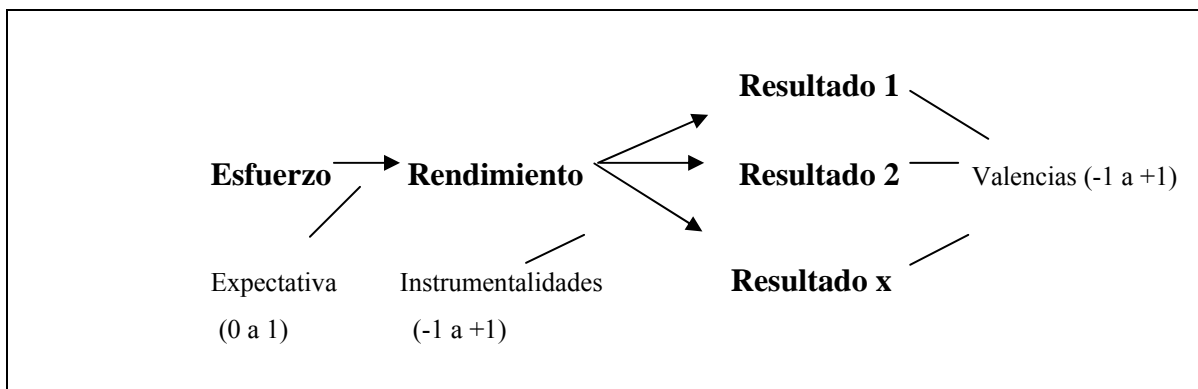 Resultado 1
Esfuerzo Rendimiento Resultado 2 Valencias (-1 a +1)
Expectativa Instrumentalidades Resultado x
(0 a 1) (-1 a +1)